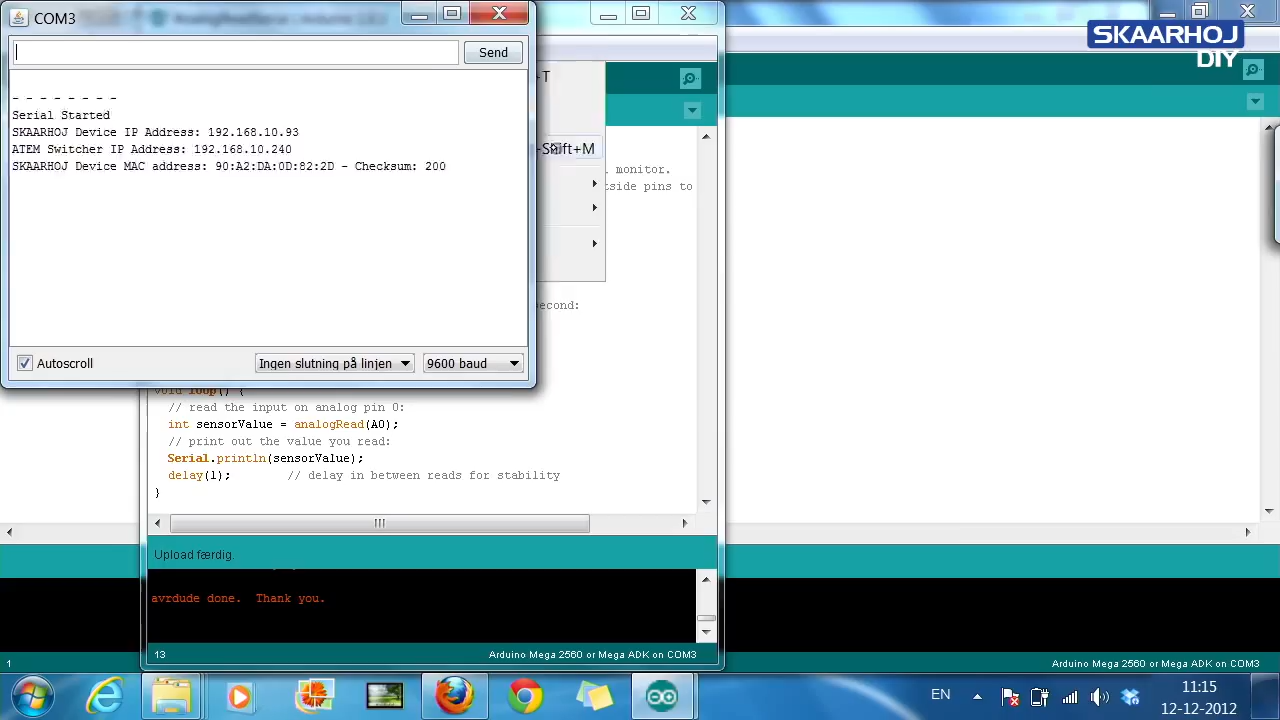 COM3
SKAARHOJ
DIY
Send
+T
- - - - - - - -
Serial Started
SKAARHOJ Device IP Address: 192.168.10.93
ATEM Switcher IP Address: 192.168.10.240
SKAARHOJ Device MAC address: 90:A2:DA:0D:82:2D - Checksum: 200
monitor.
tside pins to
econd:
Autoscroll
Ingen slutning på linjen
9600 baud
void loop() {
// read the input on analog pin 0:
int sensorValue = analogRead(A0);
// print out the value you read:
Serial.println(sensorValue);
delay(1); // delay in between reads for stability
}
Upload færdig.
avrdude done. Thank you.
13
Arduino Mega 2560 or Mega ADK on COM3
1
Arduino Mega 2560 or Mega ADK on COM3
EN
11:15
12-12-2012